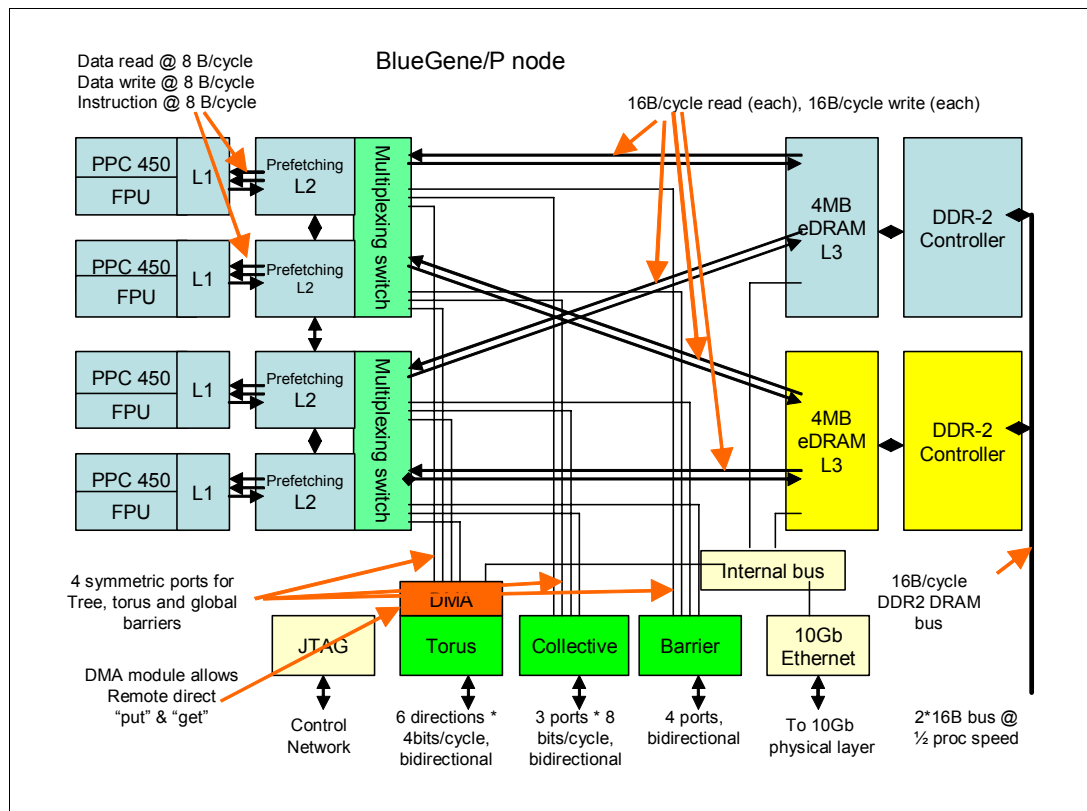 BlueGene/P node
Data read @ 8 B/cycle
Data write @ 8 B/cycle
Instruction @ 8 B/cycle
16B/cycle read (each), 16B/cycle write (each)
PPC 450
FPU
L1
Prefetching
L2
Multiplexing switch
4MB
eDRAM
L3
DDR-2
Controller
PPC 450
FPU
L1
Prefetching
L2
PPC 450
FPU
L1
Prefetching
L2
Multiplexing switch
4MB
eDRAM
L3
DDR-2
Controller
PPC 450
FPU
L1
Prefetching
L2
4 symmetric ports for
Tree, torus and global
barriers
DMA
Internal bus
16B/cycle
DDR2 DRAM
bus
JTAG
Torus
Collective
Barrier
10Gb
Ethernet
DMA module allows
Remote direct
“put” & “get”
Control
Network
6 directions *
4bits/cycle,
bidirectional
3 ports * 8
bits/cycle,
bidirectional
4 ports,
bidirectional
To 10Gb
physical layer
2*16B bus @
½ proc speed